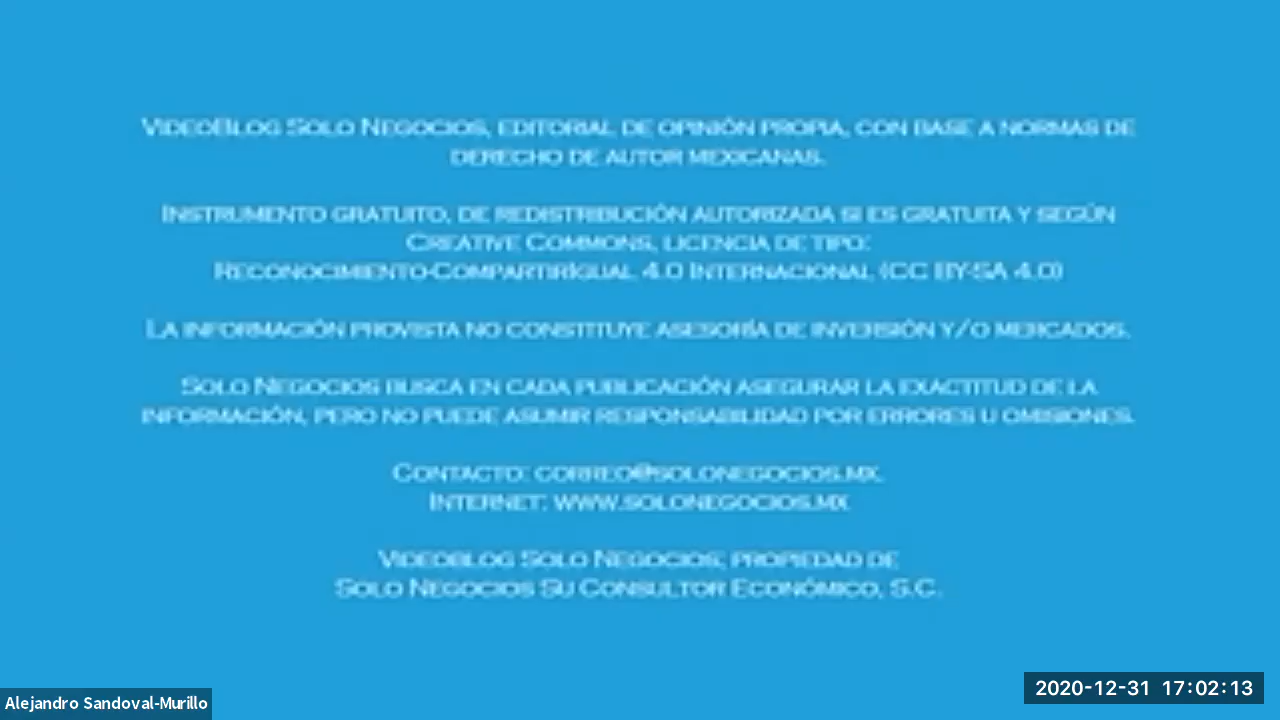 VideoBlog Solo Negocios, editorial de opinión propia, con base a normas de
derecho de autor mexicanas.
Instrumento gratuito, de redistribución autorizada si es gratuita y según
Creative Commons, licencia de tipo:
Reconocimiento-CompartirIgual 4.0 Internacional (CC BY-SA 4.0)
La información provista no constituye asesoría de inversión y/o mercados.
Solo Negocios busca en cada publicación asegurar la exactitud de la
información, pero no puede asumir responsabilidad por errores u omisiones.
Contacto: correo@solonegocios.mx.
Internet: www.solonegocios.mx
Videoblog Solo Negocios; propiedad de
Solo Negocios Su Consultor Económico, S.C.
Alejandro Sandoval-Murillo
2020-12-31 17:02:13